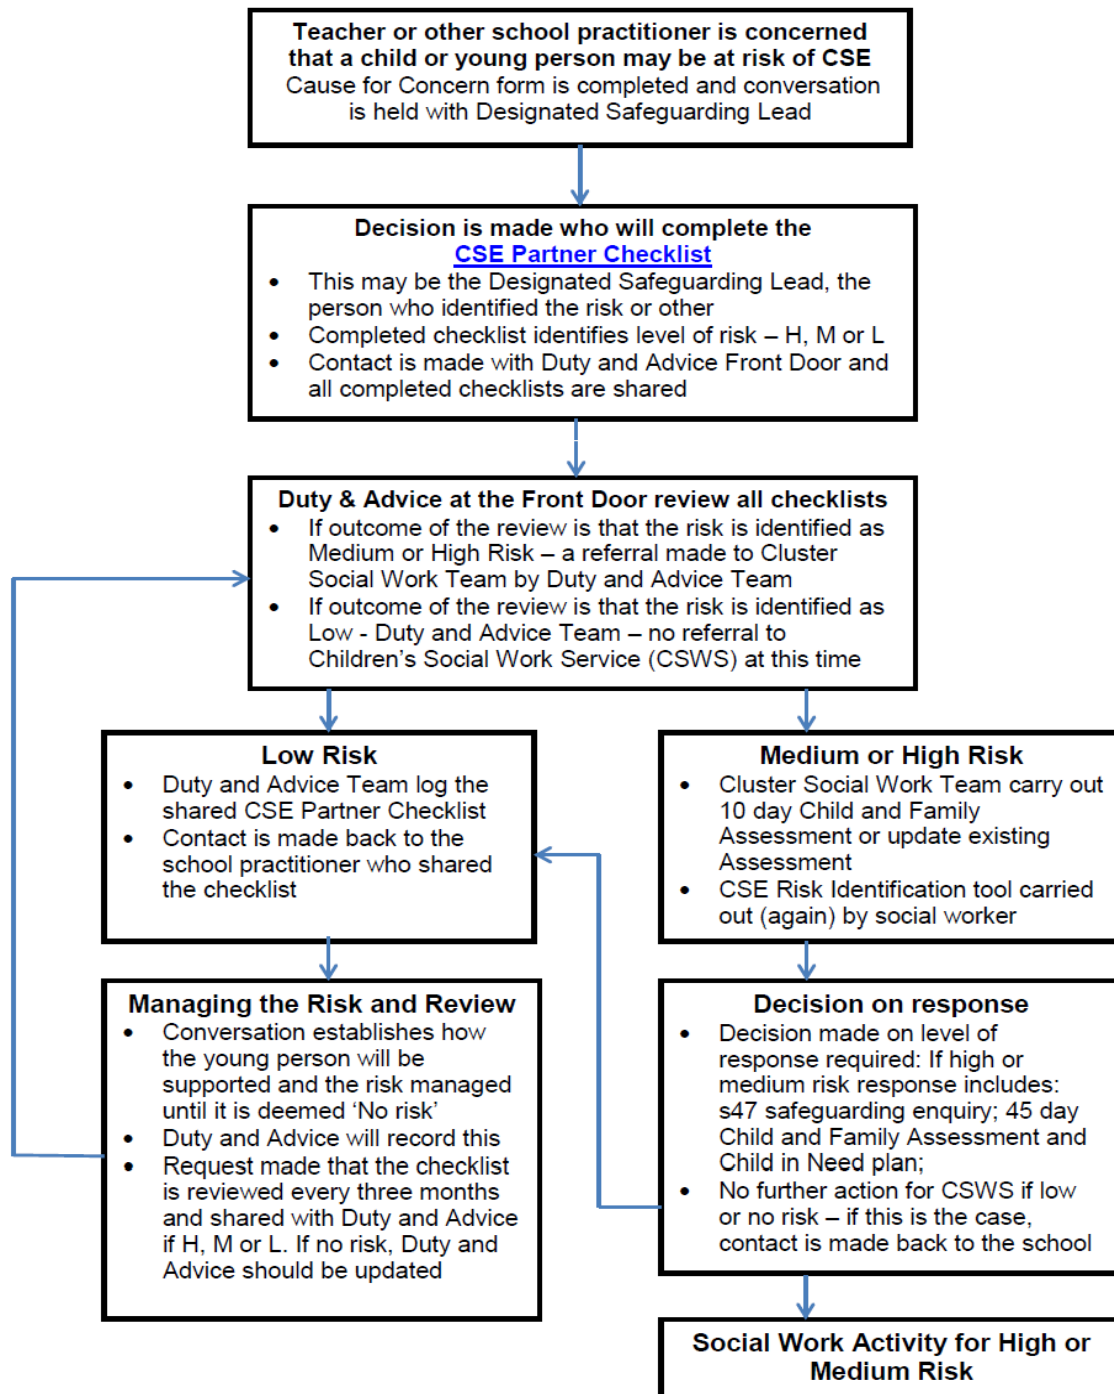 Teacher or other school practitioner is concerned
that a child or young person may be at risk of CSE
Cause for Concern form is completed and conversation
is held with Designated Safeguarding Lead
Decision is made who will complete the
CSE Partner Checklist
• This may be the Designated Safeguarding Lead, the
person who identified the risk or other
• Completed checklist identifies level of risk – H, M or L
• Contact is made with Duty and Advice Front Door and
all completed checklists are shared
Duty & Advice at the Front Door review all checklists
• If outcome of the review is that the risk is identified as
Medium or High Risk – a referral made to Cluster
Social Work Team by Duty and Advice Team
• If outcome of the review is that the risk is identified as
Low - Duty and Advice Team – no referral to
Children's Social Work Service (CSWS) at this time
Low Risk
• Duty and Advice Team log the
shared CSE Partner Checklist
• Contact is made back to the
school practitioner who shared
the checklist
Medium or High Risk
• Cluster Social Work Team carry out
10 day Child and Family
Assessment or update existing
Assessment
• CSE Risk Identification tool carried
out (again) by social worker
Managing the Risk and Review
• Conversation establishes how
the young person will be
supported and the risk managed
until it is deemed 'No risk'
• Duty and Advice will record this
• Request made that the checklist
is reviewed every three months
and shared with Duty and Advice
if H, M or L. If no risk, Duty and
Advice should be updated
Decision on response
• Decision made on level of
response required: If high or
medium risk response includes:
s47 safeguarding enquiry; 45 day
Child and Family Assessment and
Child in Need plan;
• No further action for CSWS if low
or no risk – if this is the case,
contact is made back to the school
Social Work Activity for High or
Medium Risk